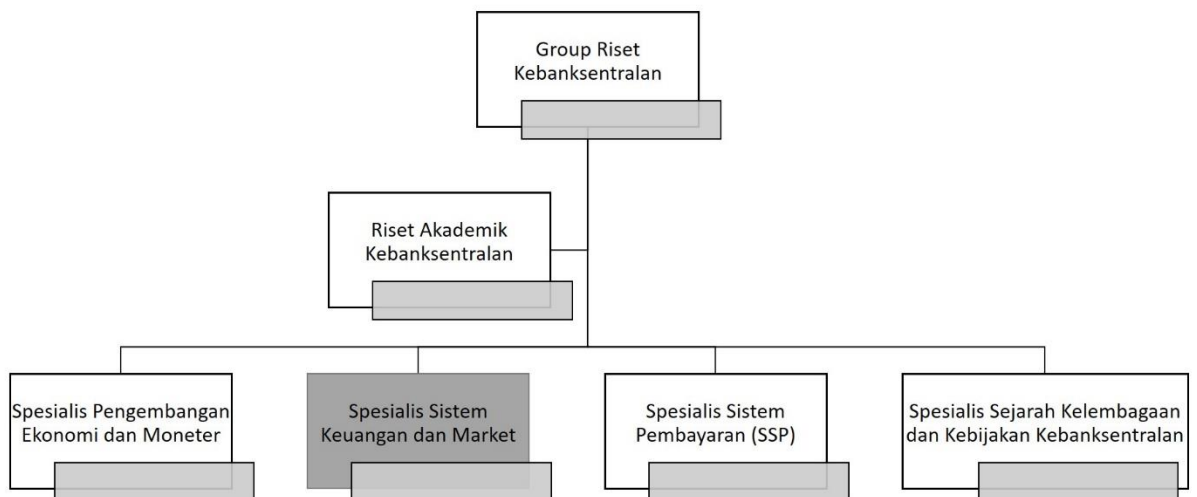 Group Riset
Kebanksentralan
Riset Akademik
Kebanksentralan
Spesialis Pengembangan
Ekonomi dan Moneter
Spesialis Sistem
Keuangan dan Market
Spesialis Sistem
Pembayaran (SSP)
Spesialis Sejarah Kelembagaan
dan Kebijakan Kebanksentralan